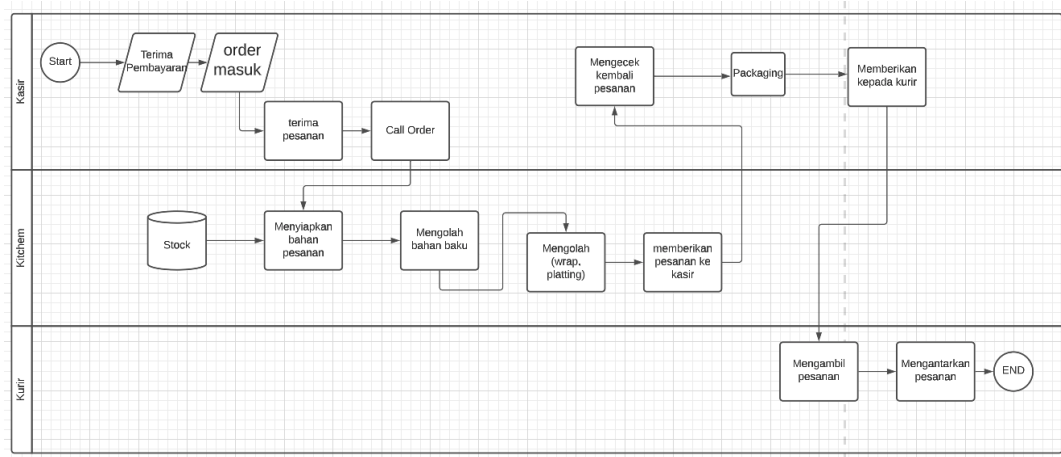 Kasir
Start
Terima
Pembayaran
order
masuk
terima
pesanan
Call Order
Mengecek
kembali
pesanan
Packaging
Memberikan
kepada kurir
Kitchem
Stock
Menyiapkan
bahan
pesanan
Mengolah
bahan baku
Mengolah
(wrap,
platting)
memberikan
pesanan ke
kasir
Kurir
Mengambil
pesanan
Mengantarkan
pesanan
END